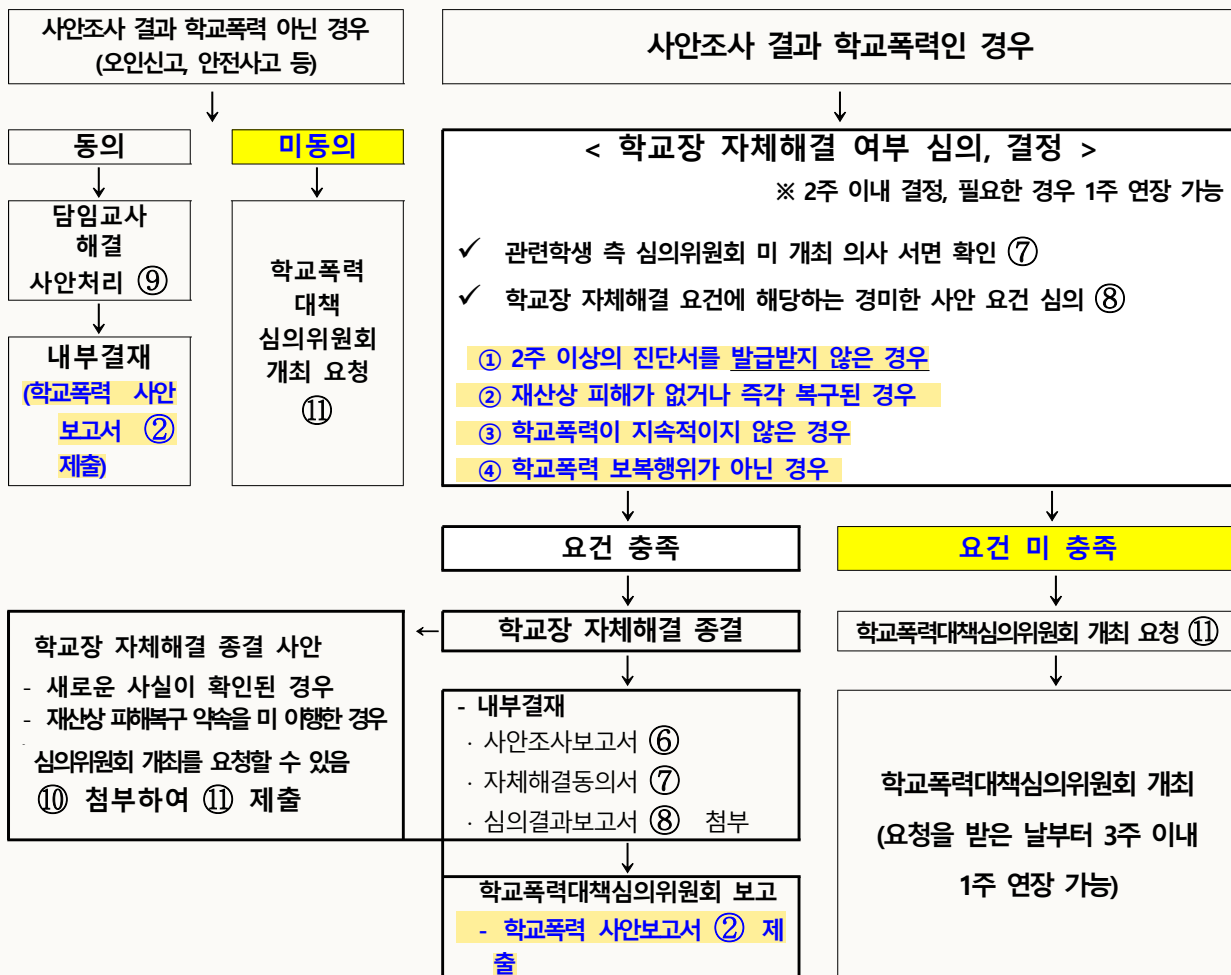 사안조사 결과 학교폭력 아닌 경우
(오인신고, 안전사고 등)
사안조사 결과 학교폭력인 경우
동의
미동의
담임교사
해결
사안처리 ⑨
내부결재
(학교폭력 사안
보고서 ②
제출)
학교폭력
대책
심의위원회
개최 요청
⑪
< 학교장 자체해결 여부 심의, 결정 >
※ 2주 이내 결정, 필요한 경우 1주 연장 가능
✓ 관련학생 측 심의위원회 미 개최 의사 서면 확인 ⑦
✓ 학교장 자체해결 요건에 해당하는 경미한 사안 요건 심의 ⑧
① 2주 이상의 진단서를 발급받지 않은 경우
② 재산상 피해가 없거나 즉각 복구된 경우
③ 학교폭력이 지속적이지 않은 경우
④ 학교폭력 보복행위가 아닌 경우
요건 충족
요건 미 충족
학교장 자체해결 종결
학교폭력대책심의위원회 개최 요청 ⑪
학교장 자체해결 종결 사안
- 새로운 사실이 확인된 경우
- 재산상 피해복구 약속을 미 이행한 경우
심의위원회 개최를 요청할 수 있음
⑩ 첨부하여 ⑪ 제출
- 내부결재
· 사안조사보고서 ⑥
· 자체해결동의서 ⑦
· 심의결과보고서 ⑧ 첨부
학교폭력대책심의위원회 보고
- 학교폭력 사안보고서 ② 제
출
학교폭력대책심의위원회 개최
(요청을 받은 날부터 3주 이내
1주 연장 가능)